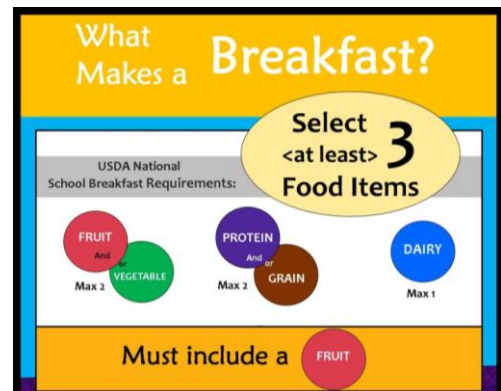 What
Makes a Breakfast?
Select
<at least> 3
Food Items
USDA National
School Breakfast Requirements:
FRUIT
And
or
VEGETABLE
Max 2
PROTEIN
And
or
GRAIN
Max 2
DAIRY
Max 1
Must include a FRUIT